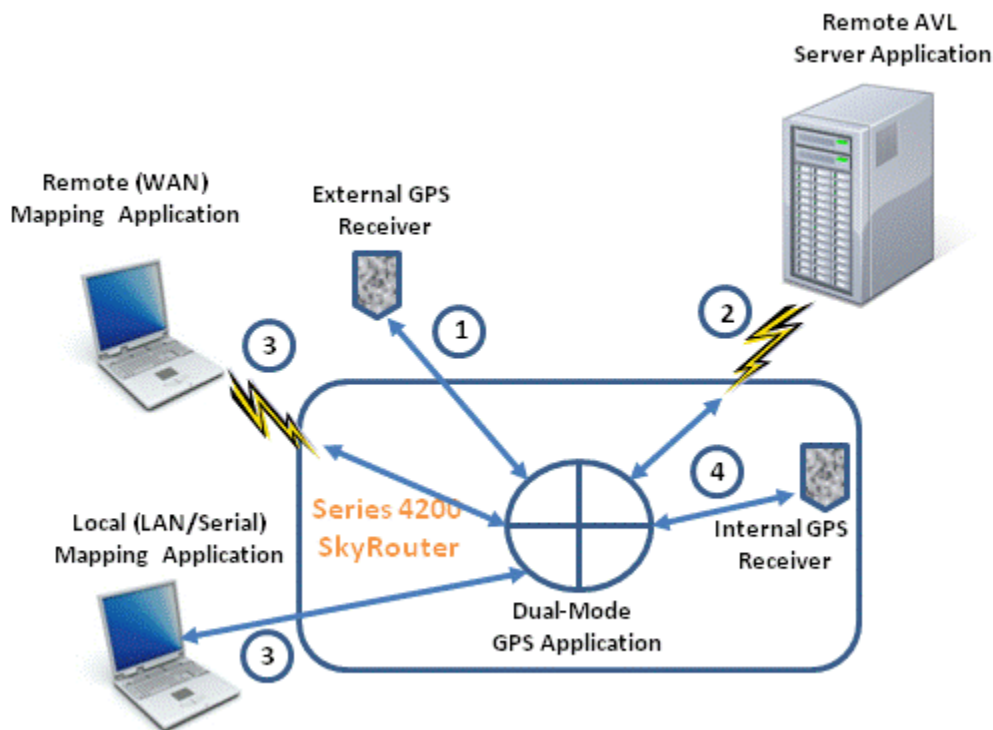 Remote AVL
Server Application
Remote (WAN)
Mapping Application
External GPS
Receiver
3
1
2
4
Series 4200
SkyRouter
Internal GPS
Receiver
Local (LAN/Serial)
Mapping Application
Dual-Mode
GPS Application
3